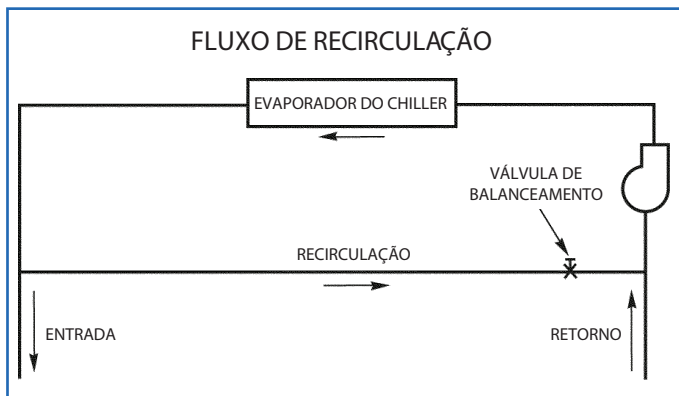 FLUXO DE RECIRCULAÇÃO
EVAPORADOR DO CHILLER
VÁLVULA DE
BALANCEAMENTO
RECIRCULAÇÃO
ENTRADA
RETORNO